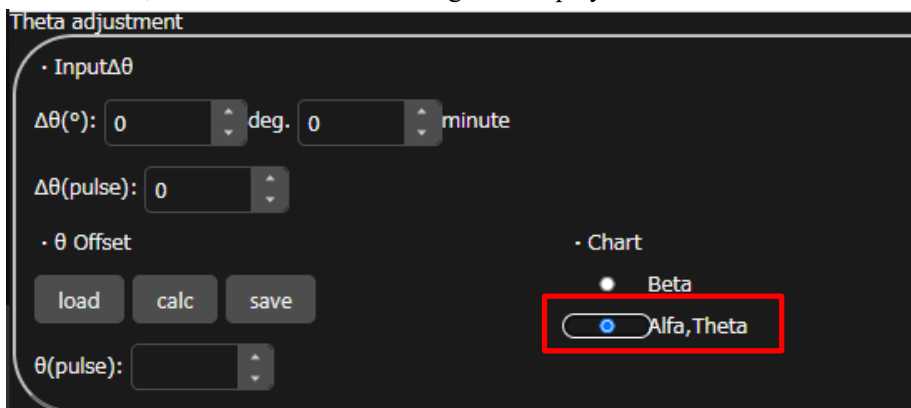 Theta adjustment
・InputΔθ
Δθ(°): 0 deg. 0 minute
Δθ(pulse): 0
・θ Offset
・Chart
Beta
load calc save
Alfa,Theta
θ(pulse):